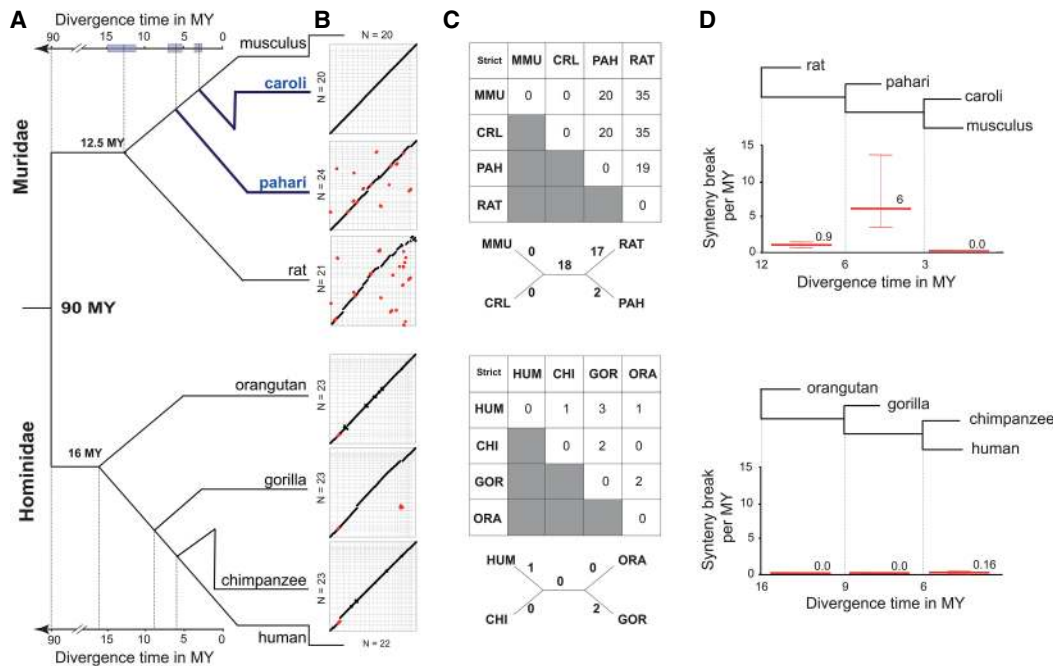 A
B
C
D
Divergence time in MY
90 15 10 5 0
Muridae
12.5 MY
musculus
caroli
pahari
rat
90 MY
Hominidae
16 MY
orangutan
gorilla
chimpanzee
human
90 15 10 5 0
Divergence time in MY
N = 20
N = 20
N = 24
N= 21
N = 23
N = 23
N = 23
N = 22
Strict MMU CRL PAH RAT
MMU 0 0 20 35
CRL 0 20 35
PAH 0 19
RAT 0
MMU 0 17 RAT
18
CRL 0 2 PAH
Strict HUM CHI GOR ORA
HUM 0 1 3 1
CHI 0 2 0
GOR 0 2
ORA 0
HUM 1 0 ORA
0
CHI 0 2 GOR
rat
pahari
caroli
musculus
Synteny break
per MY
15
10
5
0
0.9
6
0.0
12 6 3
Divergence time in MY
orangutan
gorilla
chimpanzee
human
Synteny break
per MY
15
10
5
0
0.0
0.0
0.16
16 9 6
Divergence time in MY